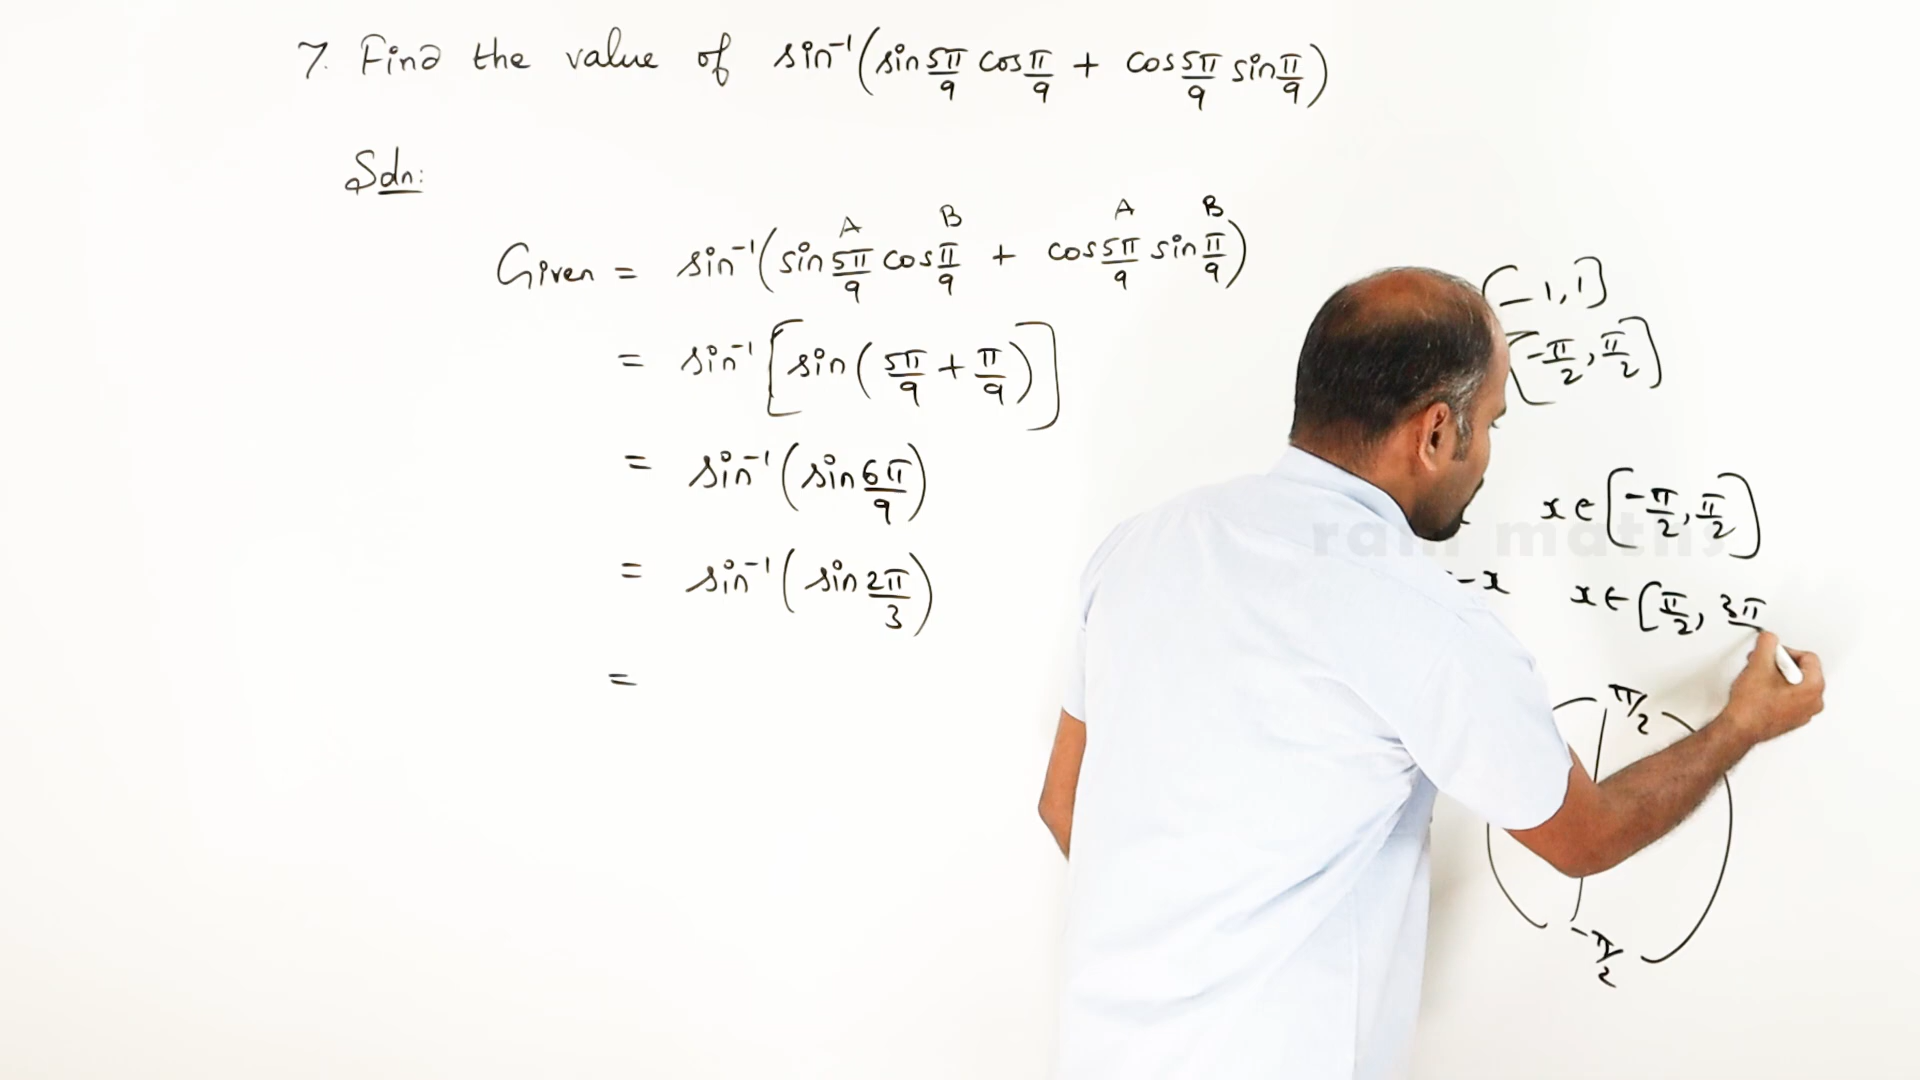 7. Find the value of sin⁻¹(sin 5π/9 cos π/9 + cos 5π/9 sin π/9)
Soln:
A B A B
Given = sin⁻¹(sin 5π/9 cos π/9 + cos 5π/9 sin π/9)
= sin⁻¹[sin(5π/9 + π/9)]
= sin⁻¹(sin 6π/9)
= sin⁻¹(sin 2π/3)
=
[-1, 1]
[-π/2, π/2]
x ∈ [-π/2, π/2]
-x x ∈ [π/2, 3π
π/2
-π/2